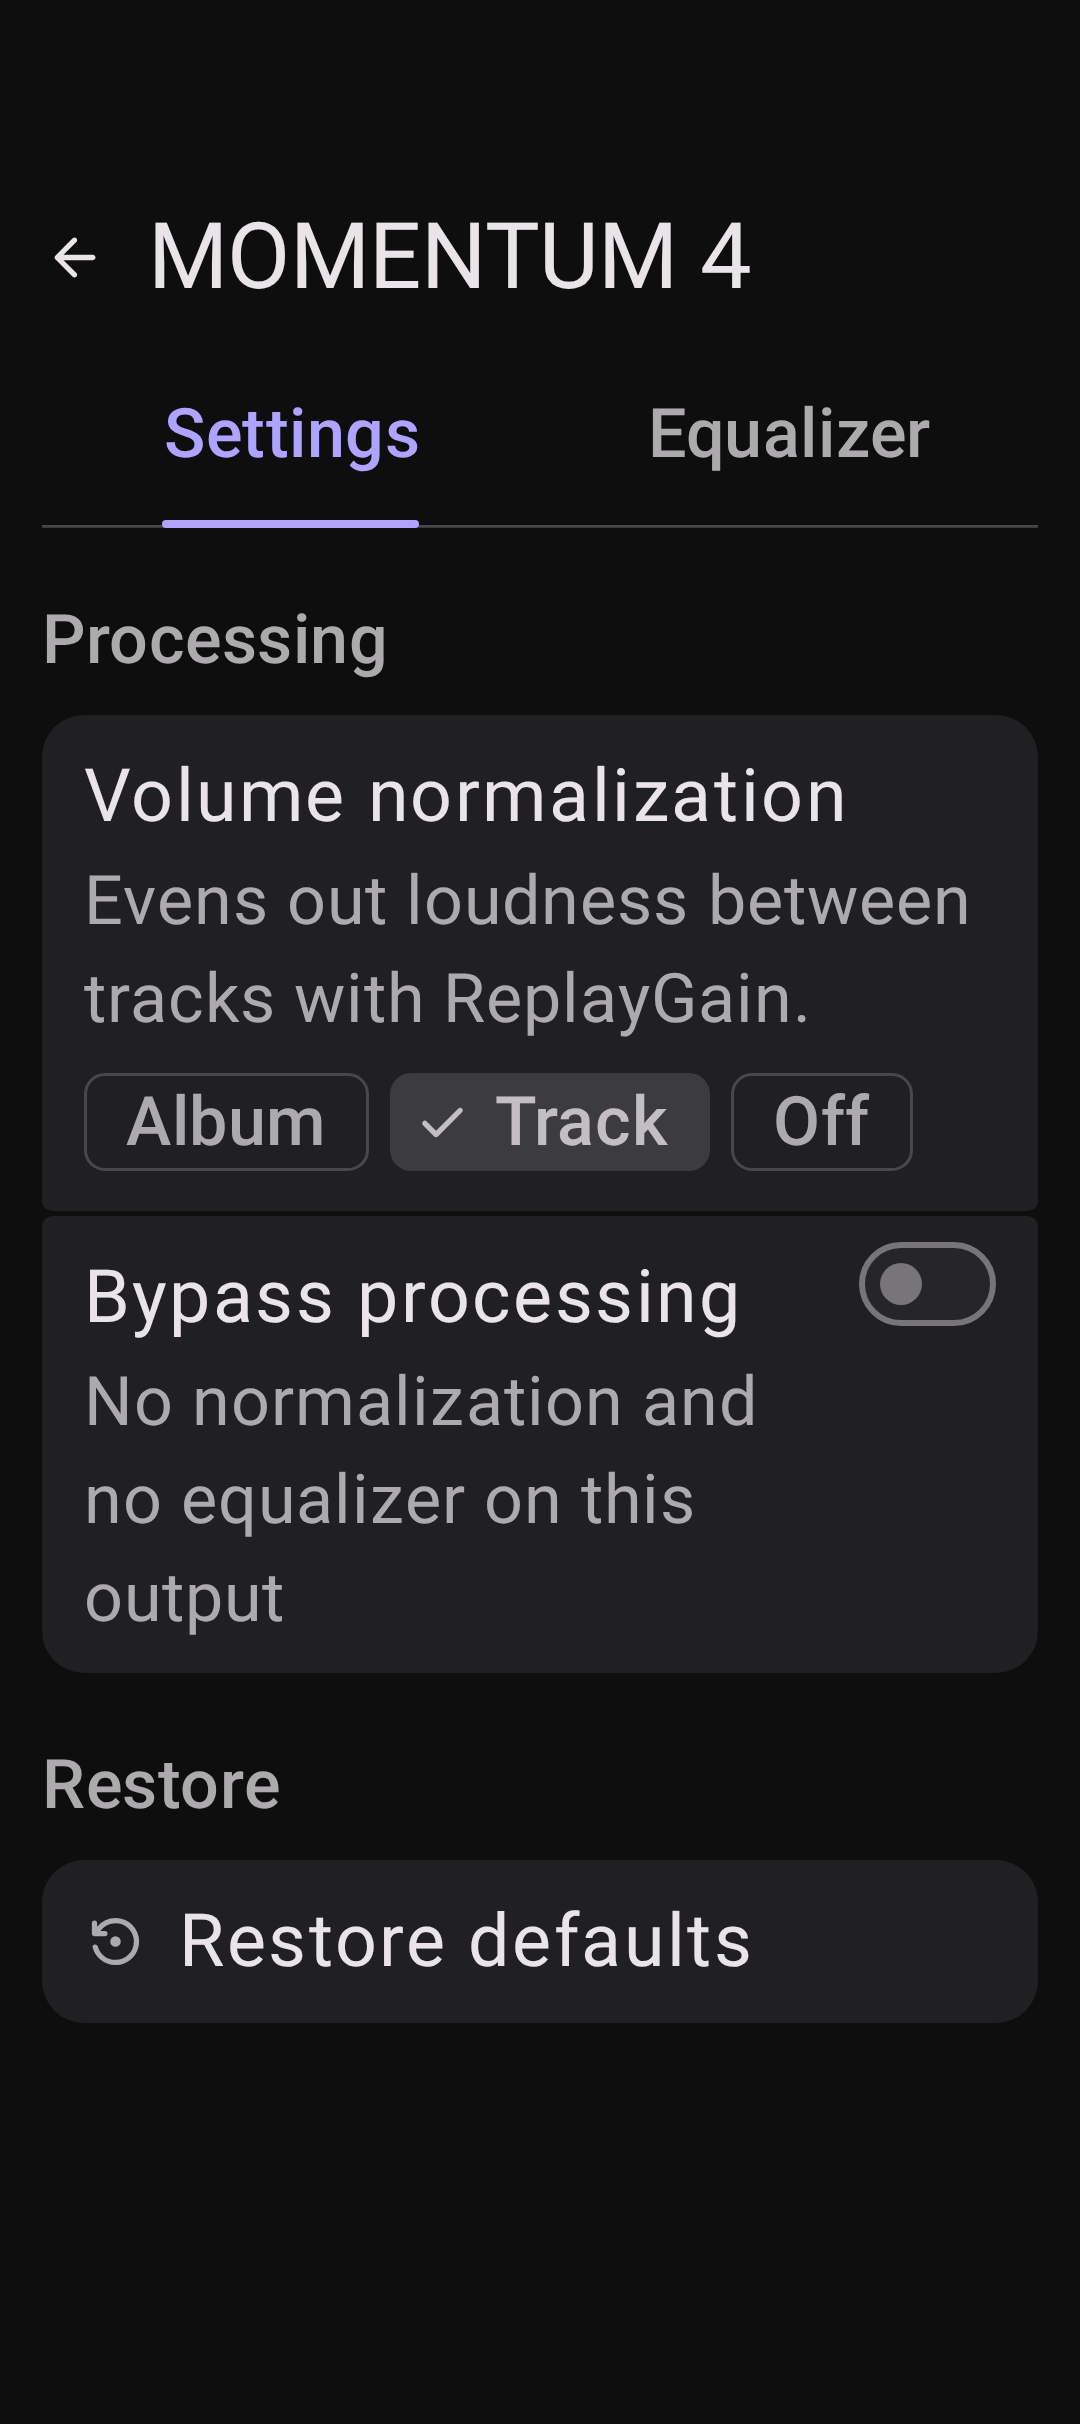 MOMENTUM 4
Settings
Equalizer
Processing
Volume normalization
Evens out loudness between
tracks with ReplayGain.
Album
Track
Off
Bypass processing
No normalization and
no equalizer on this
output
Restore
Restore defaults